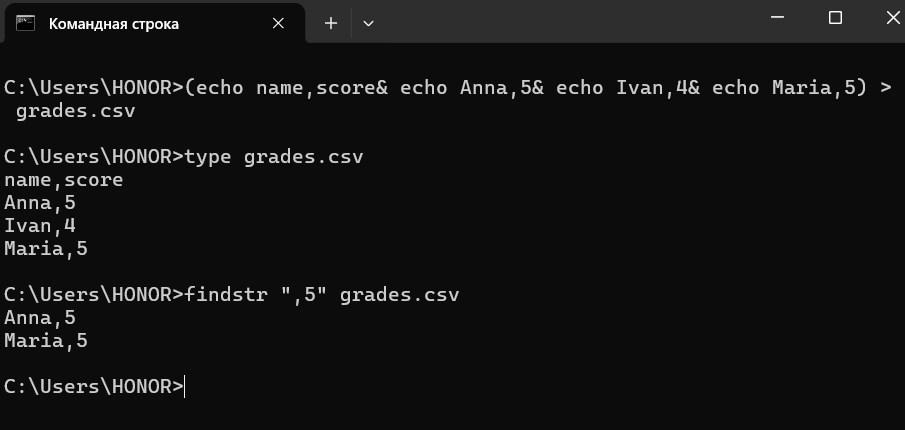 Командная строка
C:\Users\HONOR>(echo name,score& echo Anna,5& echo Ivan,4& echo Maria,5) >
 grades.csv
C:\Users\HONOR>type grades.csv
name,score
Anna,5
Ivan,4
Maria,5
C:\Users\HONOR>findstr ",5" grades.csv
Anna,5
Maria,5
C:\Users\HONOR>